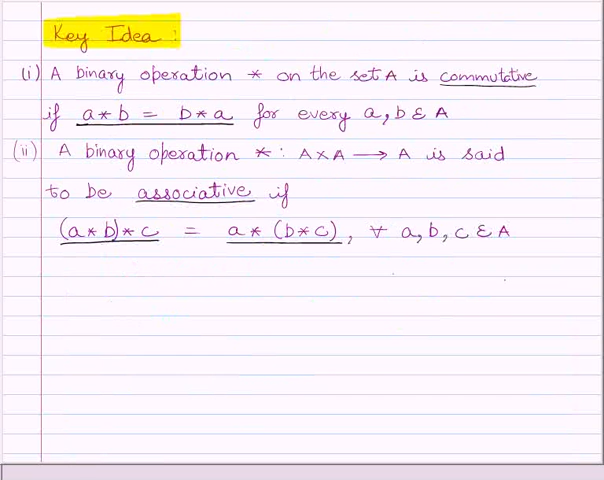 Key Idea :
(i) A binary operation * on the set A is commutative
if a * b = b * a for every a, b ε A
(ii) A binary operation * : A × A → A is said
to be associative if
(a * b) * c = a * (b * c), ∀ a, b, c ε A